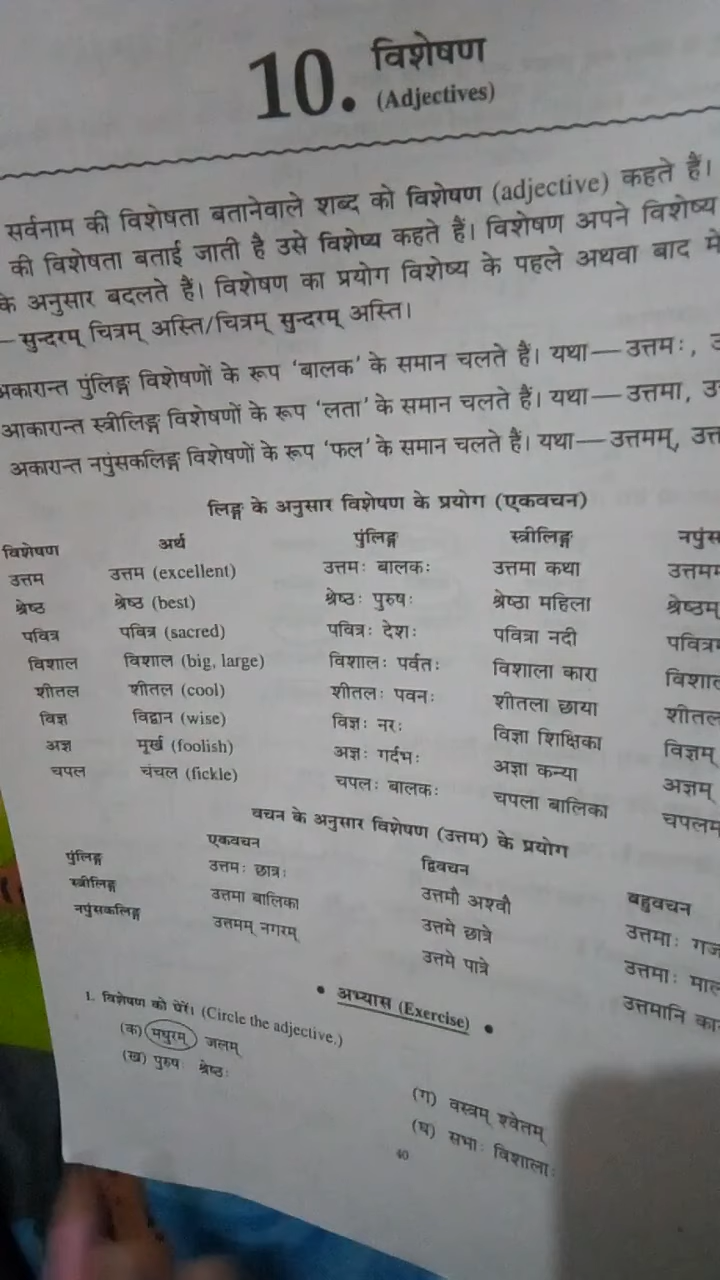 10. विशेषण
(Adjectives)
सर्वनाम की विशेषता बतानेवाले शब्द को विशेषण (adjective) कहते हैं।
की विशेषता बताई जाती है उसे विशेष्य कहते हैं। विशेषण अपने विशेष्य
के अनुसार बदलते हैं। विशेषण का प्रयोग विशेष्य के पहले अथवा बाद में
—सुन्दरम् चित्रम् अस्ति/चित्रम् सुन्दरम् अस्ति।
अकारान्त पुंलिङ्ग विशेषणों के रूप 'बालक' के समान चलते हैं। यथा—उत्तमः,
आकारान्त स्त्रीलिङ्ग विशेषणों के रूप 'लता' के समान चलते हैं। यथा—उत्तमा,
अकारान्त नपुंसकलिङ्ग विशेषणों के रूप 'फल' के समान चलते हैं। यथा—उत्तमम्,
लिङ्ग के अनुसार विशेषण के प्रयोग (एकवचन)
विशेषण अर्थ पुंलिङ्ग स्त्रीलिङ्ग नपुंस
उत्तम उत्तम (excellent) उत्तमः बालकः उत्तमा कथा उत्तमम
श्रेष्ठ श्रेष्ठ (best) श्रेष्ठः पुरुषः श्रेष्ठा महिला श्रेष्ठम्
पवित्र पवित्र (sacred) पवित्रः देशः पवित्रा नदी पवित्र
विशाल विशाल (big, large) विशालः पर्वतः विशाला कारा विशाल
शीतल शीतल (cool) शीतलः पवनः शीतला छाया शीतल
विज्ञ विद्वान (wise) विज्ञः नरः विज्ञा शिक्षिका विज्ञम्
अज्ञ मूर्ख (foolish) अज्ञः गर्दभः अज्ञा कन्या अज्ञम्
चपल चंचल (fickle) चपलः बालकः चपला बालिका चपलम
वचन के अनुसार विशेषण (उत्तम) के प्रयोग
एकवचन द्विवचन बहुवचन
पुंलिङ्ग उत्तमः छात्रः उत्तमौ अश्वौ उत्तमाः गज
स्त्रीलिङ्ग उत्तमा बालिका उत्तमे छात्रे उत्तमाः माल
नपुंसकलिङ्ग उत्तमम् नगरम् उत्तमे पात्रे उत्तमानि का
• अभ्यास (Exercise) •
1. विशेषण को घेरें। (Circle the adjective.)
(क) मधुरम् जलम्
(ख) पुरुषः श्रेष्ठः
(ग) वस्त्रम् श्वेतम्
(घ) सभाः विशालाः
40